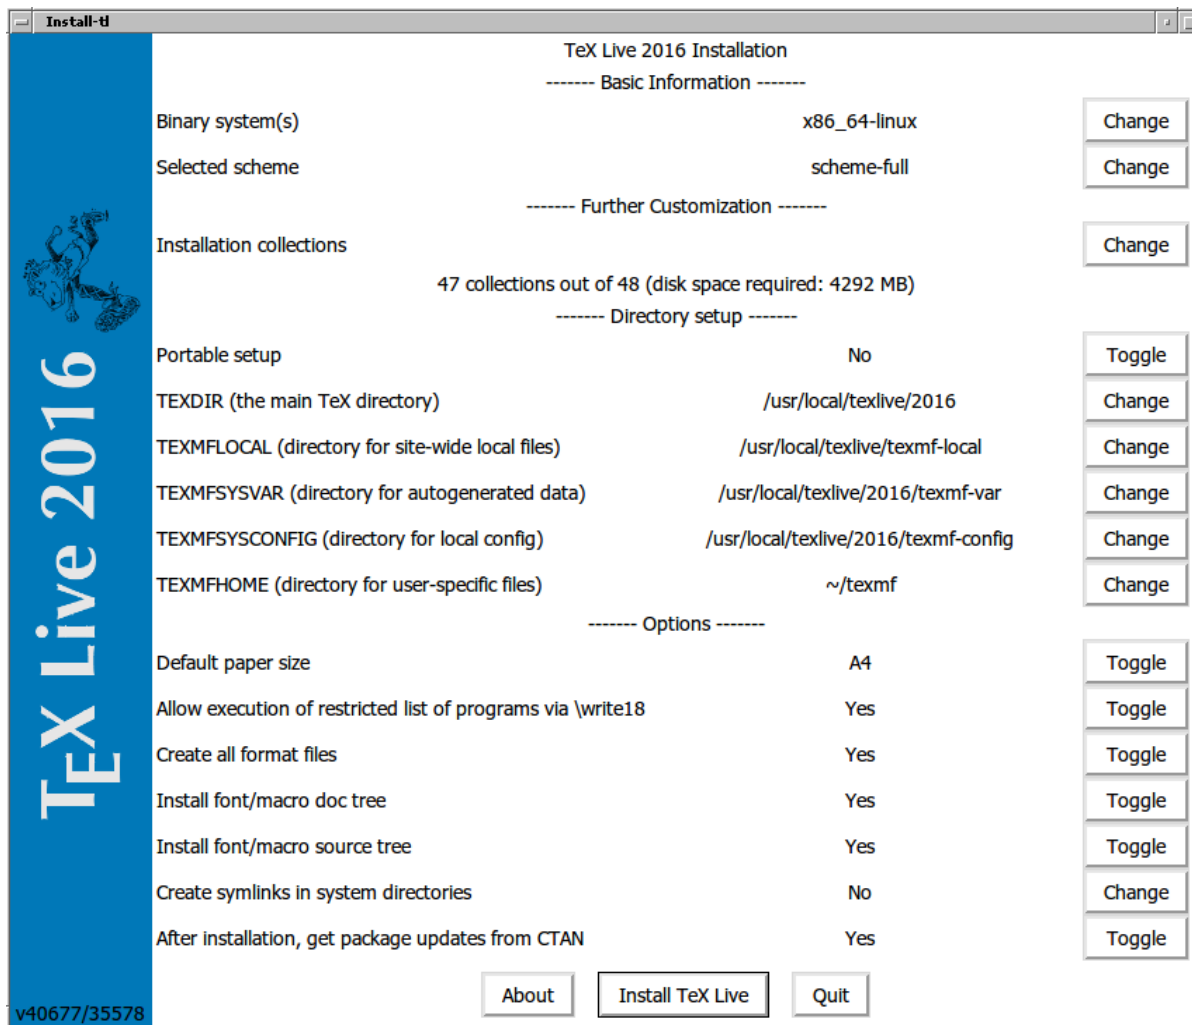 Install-tl
TeX Live 2016 Installation
------- Basic Information -------
Binary system(s) x86_64-linux Change
Selected scheme scheme-full Change
------- Further Customization -------
Installation collections Change
47 collections out of 48 (disk space required: 4292 MB)
------- Directory setup -------
Portable setup No Toggle
TEXDIR (the main TeX directory) /usr/local/texlive/2016 Change
TEXMFLOCAL (directory for site-wide local files) /usr/local/texlive/texmf-local Change
TEXMFSYSVAR (directory for autogenerated data) /usr/local/texlive/2016/texmf-var Change
TEXMFSYSCONFIG (directory for local config) /usr/local/texlive/2016/texmf-config Change
TEXMFHOME (directory for user-specific files) ~/texmf Change
------- Options -------
Default paper size A4 Toggle
Allow execution of restricted list of programs via \write18 Yes Toggle
Create all format files Yes Toggle
Install font/macro doc tree Yes Toggle
Install font/macro source tree Yes Toggle
Create symlinks in system directories No Change
After installation, get package updates from CTAN Yes Toggle
About Install TeX Live Quit
TEX Live 2016
v40677/35578